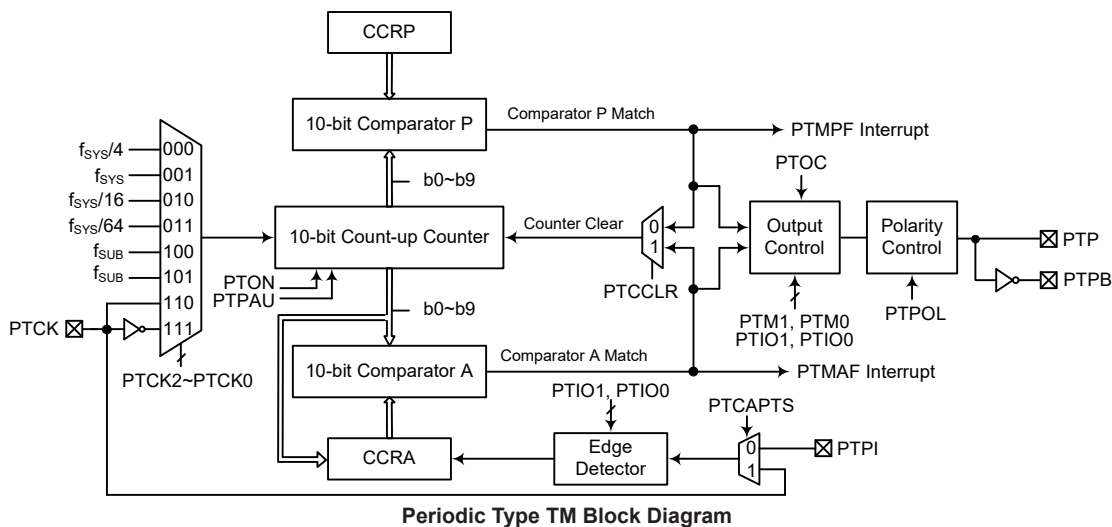 CCRP
10-bit Comparator P
Comparator P Match
PTMPF Interrupt
fSYS/4
000
fSYS
001
fSYS/16
010
fSYS/64
011
fSUB
100
fSUB
101
110
111
PTCK
PTCK2~PTCK0
b0~b9
10-bit Count-up Counter
Counter Clear
0
1
PTCCLR
PTON
PTPAU
PTOC
Output
Control
PTM1, PTM0
PTIO1, PTIO0
Polarity
Control
PTPOL
PTP
PTPB
b0~b9
10-bit Comparator A
Comparator A Match
PTMAF Interrupt
CCRA
PTIO1, PTIO0
Edge
Detector
PTCAPTS
0
1
PTPI
Periodic Type TM Block Diagram